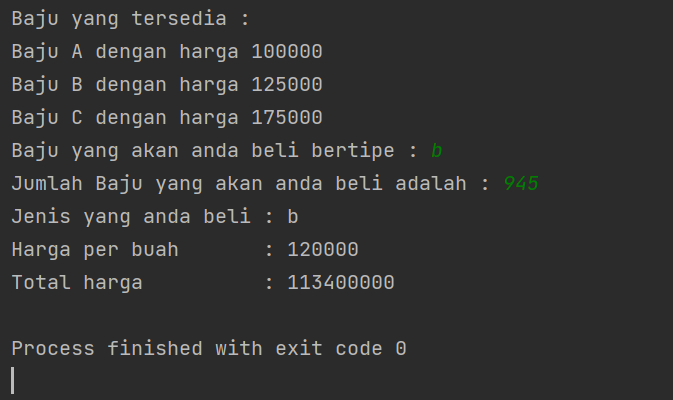 Baju yang tersedia :
Baju A dengan harga 100000
Baju B dengan harga 125000
Baju C dengan harga 175000
Baju yang akan anda beli bertipe : b
Jumlah Baju yang akan anda beli adalah : 945
Jenis yang anda beli : b
Harga per buah       : 120000
Total harga          : 113400000
Process finished with exit code 0